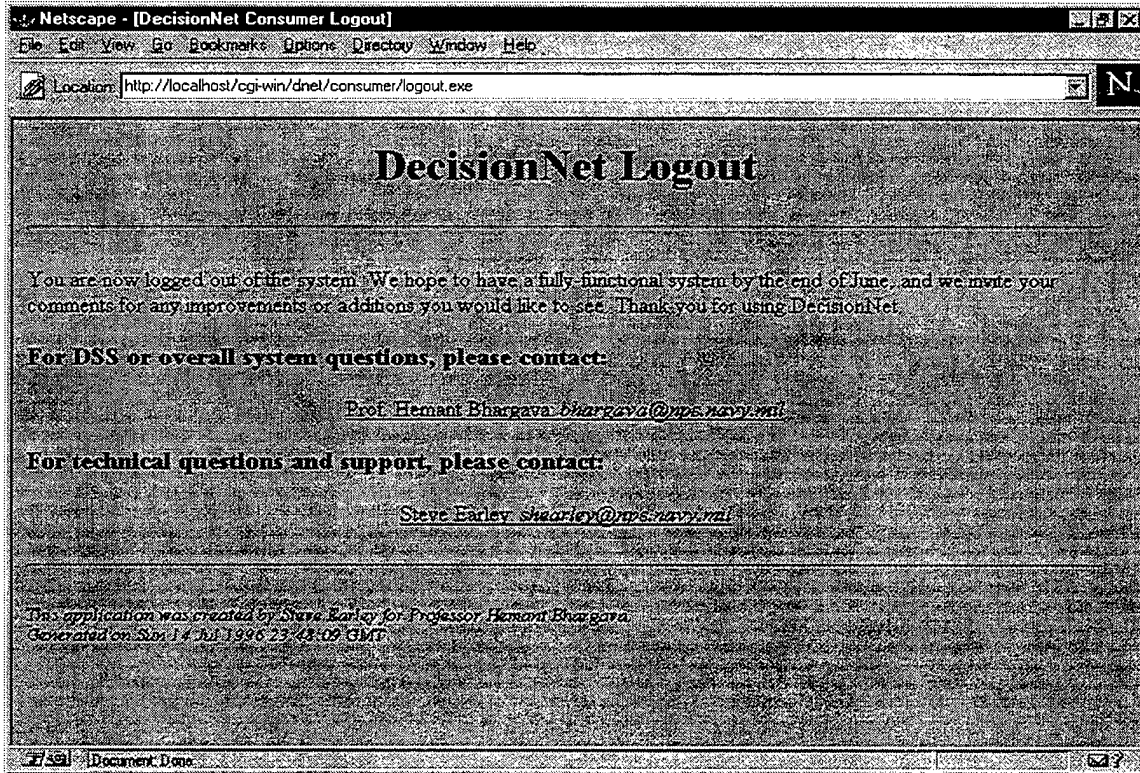 Netscape - [DecisionNet Consumer Logout]
File Edit View Go Bookmarks Options Directory Window Help
Location: http://localhost/cgi-win/dnet/consumer/logout.exe
N
DecisionNet Logout
You are now logged out of the system. We hope to have a fully-functional system by the end of June, and we invite your
comments for any improvements or additions you would like to see. Thank you for using DecisionNet.
For DSS or overall system questions, please contact:
Prof. Hemant Bhargava: bhargava@nps.navy.mil
For technical questions and support, please contact:
Steve Earley: shearley@nps.navy.mil
This application was created by Steve Earley for Professor Hemant Bhargava.
Generated on Sun 14 Jul 1996 23:48:09 GMT
Document: Done